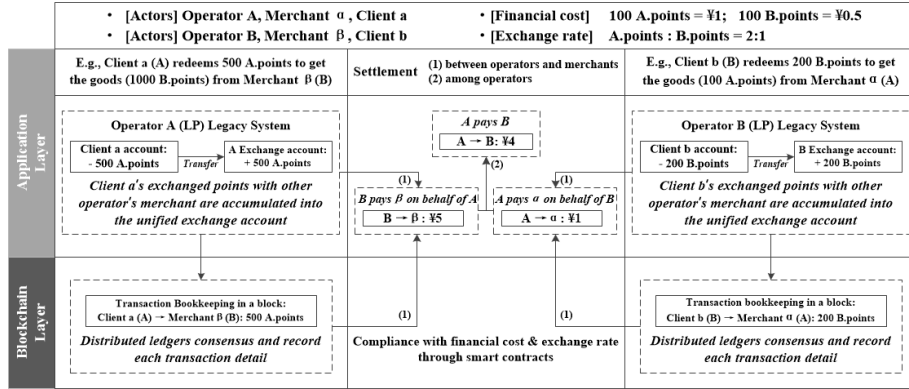 • [Actors] Operator A, Merchant α, Client a
• [Financial cost] 100 A.points = ¥1; 100 B.points = ¥0.5
• [Actors] Operator B, Merchant β, Client b
• [Exchange rate] A.points : B.points = 2:1
Application
Layer
E.g., Client a (A) redeems 500 A.points to get
the goods (1000 B.points) from Merchant β (B)
Operator A (LP) Legacy System
Client a account:
- 500 A.points
Transfer
A Exchange account:
+ 500 A.points
Client a's exchanged points with other
operator's merchant are accumulated into
the unified exchange account
Settlement
(1) between operators and merchants
(2) among operators
A pays B
A → B: ¥4
(2)
(1)
(1)
B pays β on behalf of A
B → β : ¥5
A pays α on behalf of B
A → α : ¥1
E.g., Client b (B) redeems 200 B.points to get
the goods (100 A.points) from Merchant α (A)
Operator B (LP) Legacy System
Client b account:
- 200 B.points
Transfer
B Exchange account:
+ 200 B.points
Client b's exchanged points with other
operator's merchant are accumulated into
the unified exchange account
Blockchain
Layer
Transaction Bookkeeping in a block:
Client a (A) → Merchant β (B): 500 A.points
Distributed ledgers consensus and record
each transaction detail
(1)
(1)
Compliance with financial cost & exchange rate
through smart contracts
Transaction bookkeeping in a block:
Client b (B) → Merchant α (A): 200 B.points
Distributed ledgers consensus and record
each transaction detail